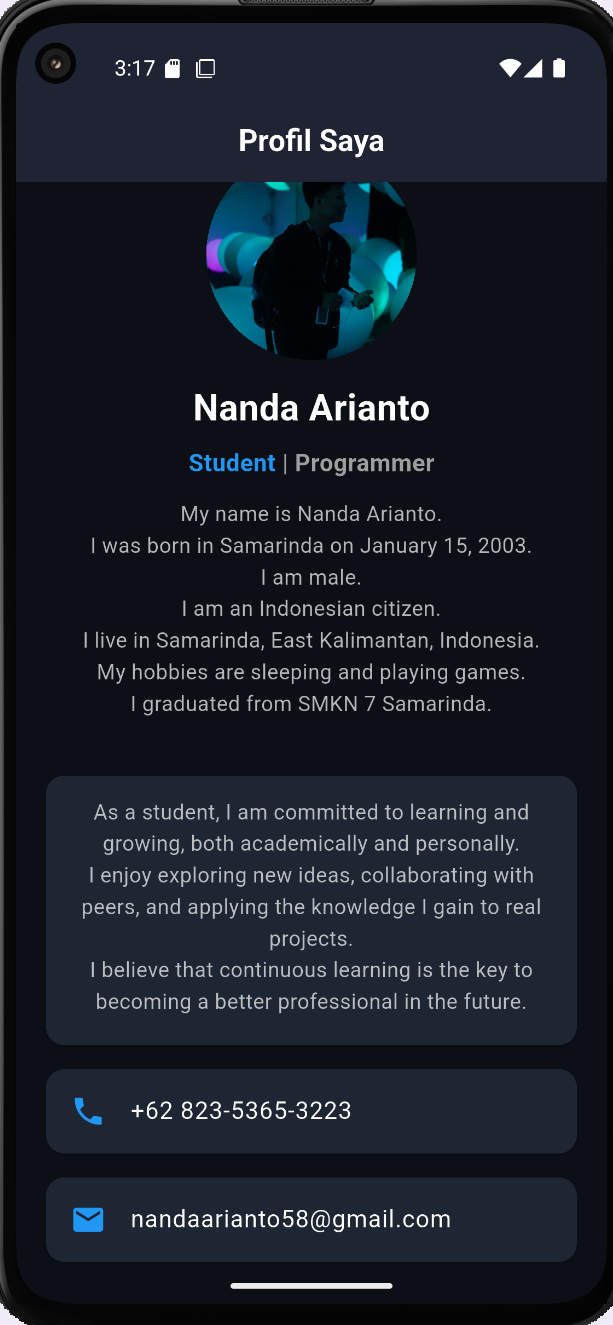 3:17
Profil Saya
Nanda Arianto
Student | Programmer
My name is Nanda Arianto.
I was born in Samarinda on January 15, 2003.
I am male.
I am an Indonesian citizen.
I live in Samarinda, East Kalimantan, Indonesia.
My hobbies are sleeping and playing games.
I graduated from SMKN 7 Samarinda.
As a student, I am committed to learning and
growing, both academically and personally.
I enjoy exploring new ideas, collaborating with
peers, and applying the knowledge I gain to real
projects.
I believe that continuous learning is the key to
becoming a better professional in the future.
+62 823-5365-3223
nandaarianto58@gmail.com